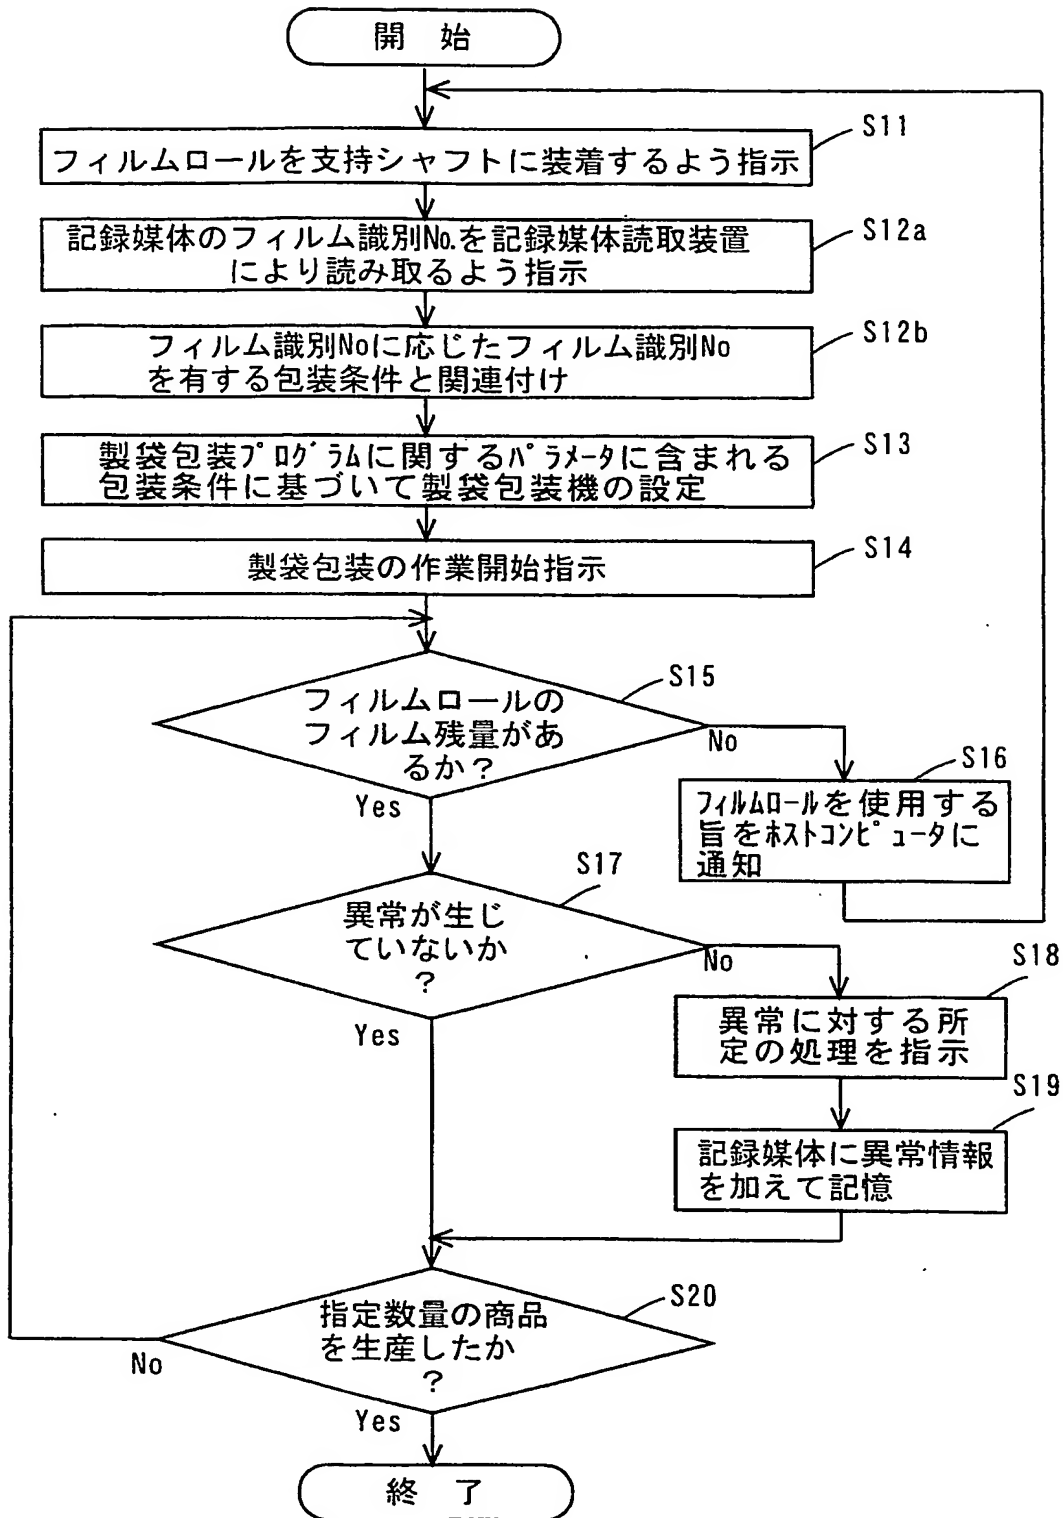 開 始
S11
フィルムロールを支持シャフトに装着するよう指示
S12a
記録媒体のフィルム識別No.を記録媒体読取装置
により読み取るよう指示
S12b
フィルム識別Noに応じたフィルム識別No
を有する包装条件と関連付け
S13
製袋包装ﾌﾟﾛｸﾞﾗﾑに関するﾊﾟﾗﾒｰﾀに含まれる
包装条件に基づいて製袋包装機の設定
S14
製袋包装の作業開始指示
S15
フィルムロールの
フィルム残量があ
るか？
No
Yes
S16
ﾌｨﾙﾑﾛｰﾙを使用する
旨をﾎｽﾄｺﾝﾋﾟｭｰﾀに
通知
S17
異常が生じ
ていないか
？
No
Yes
S18
異常に対する所
定の処理を指示
S19
記録媒体に異常情報
を加えて記憶
S20
指定数量の商品
を生産したか
？
No
Yes
終 了